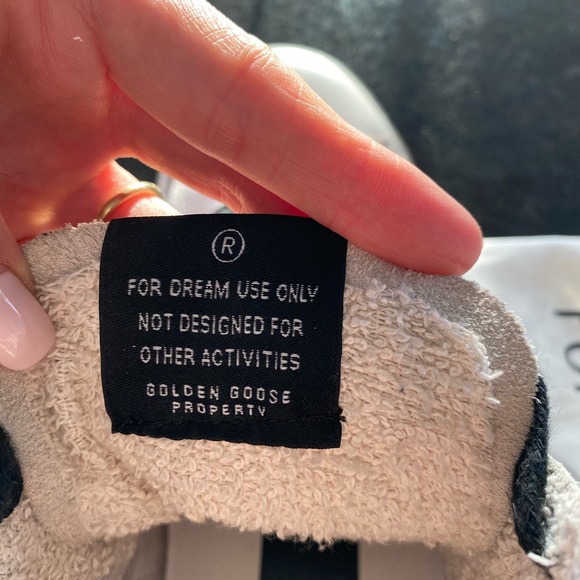 ®
FOR DREAM USE ONLY
NOT DESIGNED FOR
OTHER ACTIVITIES
GOLDEN GOOSE
PROPERTY